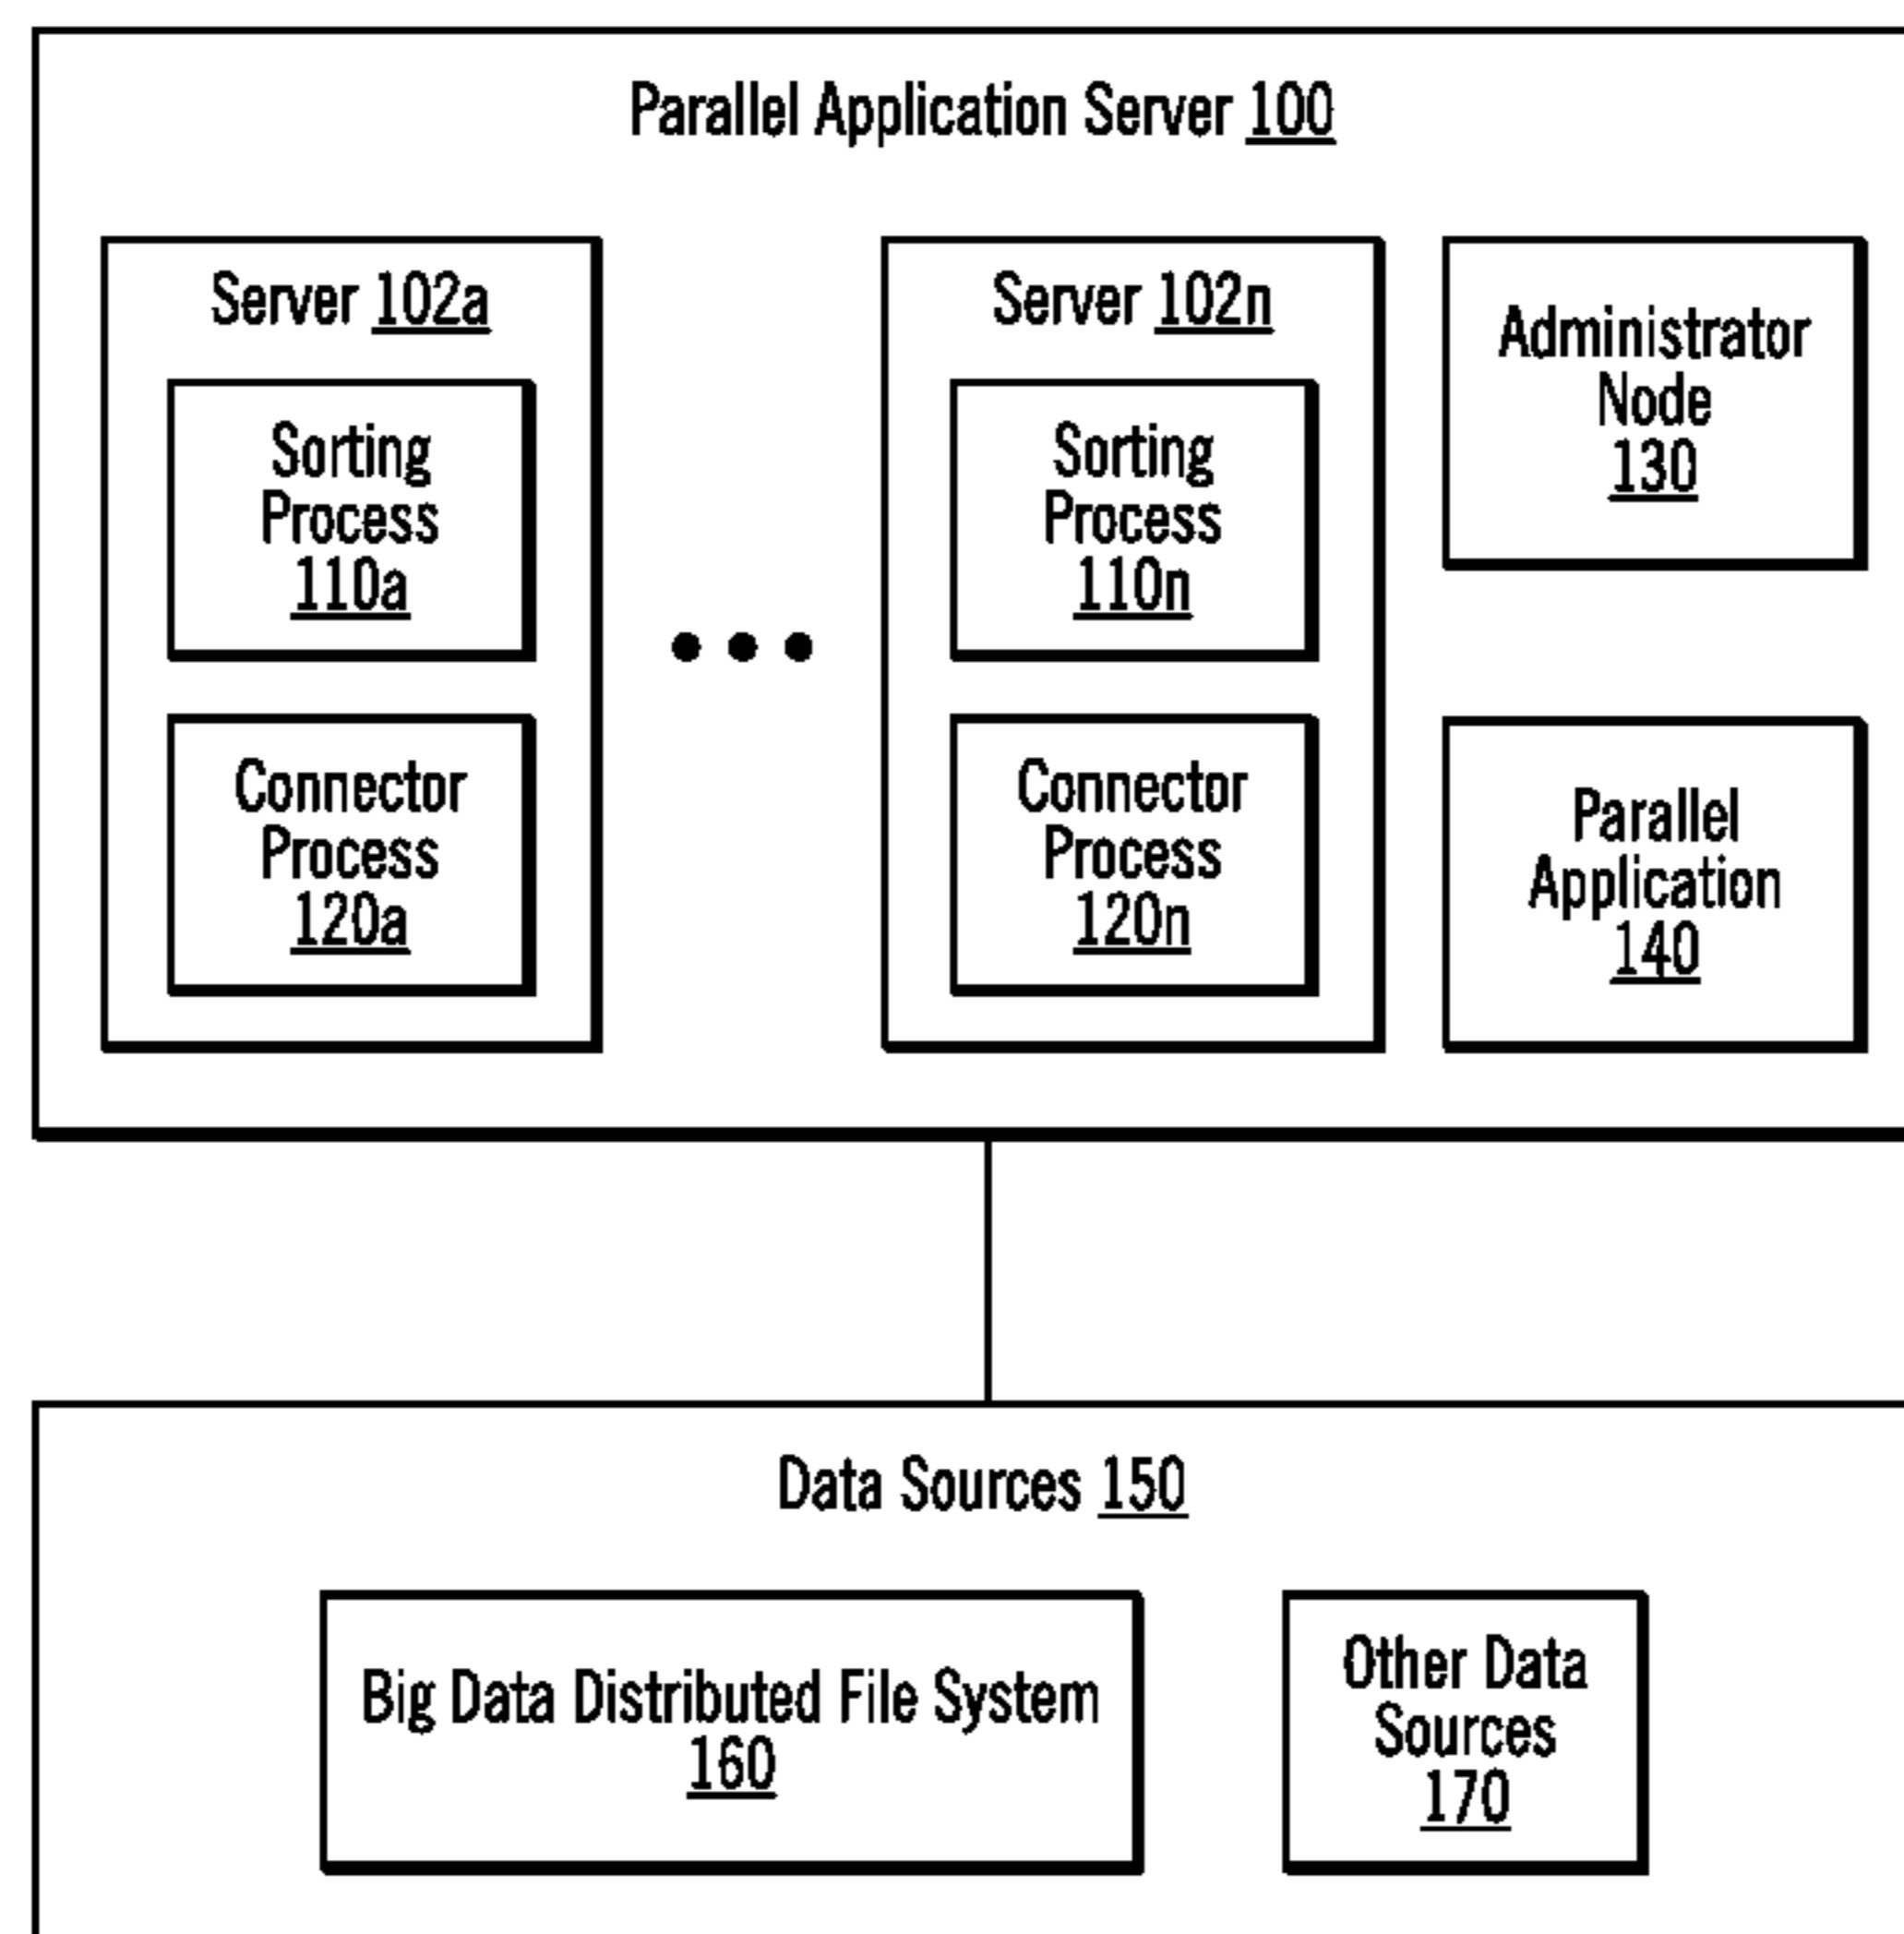 Parallel Application Server 100
Server 102a
Sorting
Process
110a
Connector
Process
120a
Server 102n
Sorting
Process
110n
Connector
Process
120n
Administrator
Node
130
Parallel
Application
140
Data Sources 150
Big Data Distributed File System
160
Other Data
Sources
170